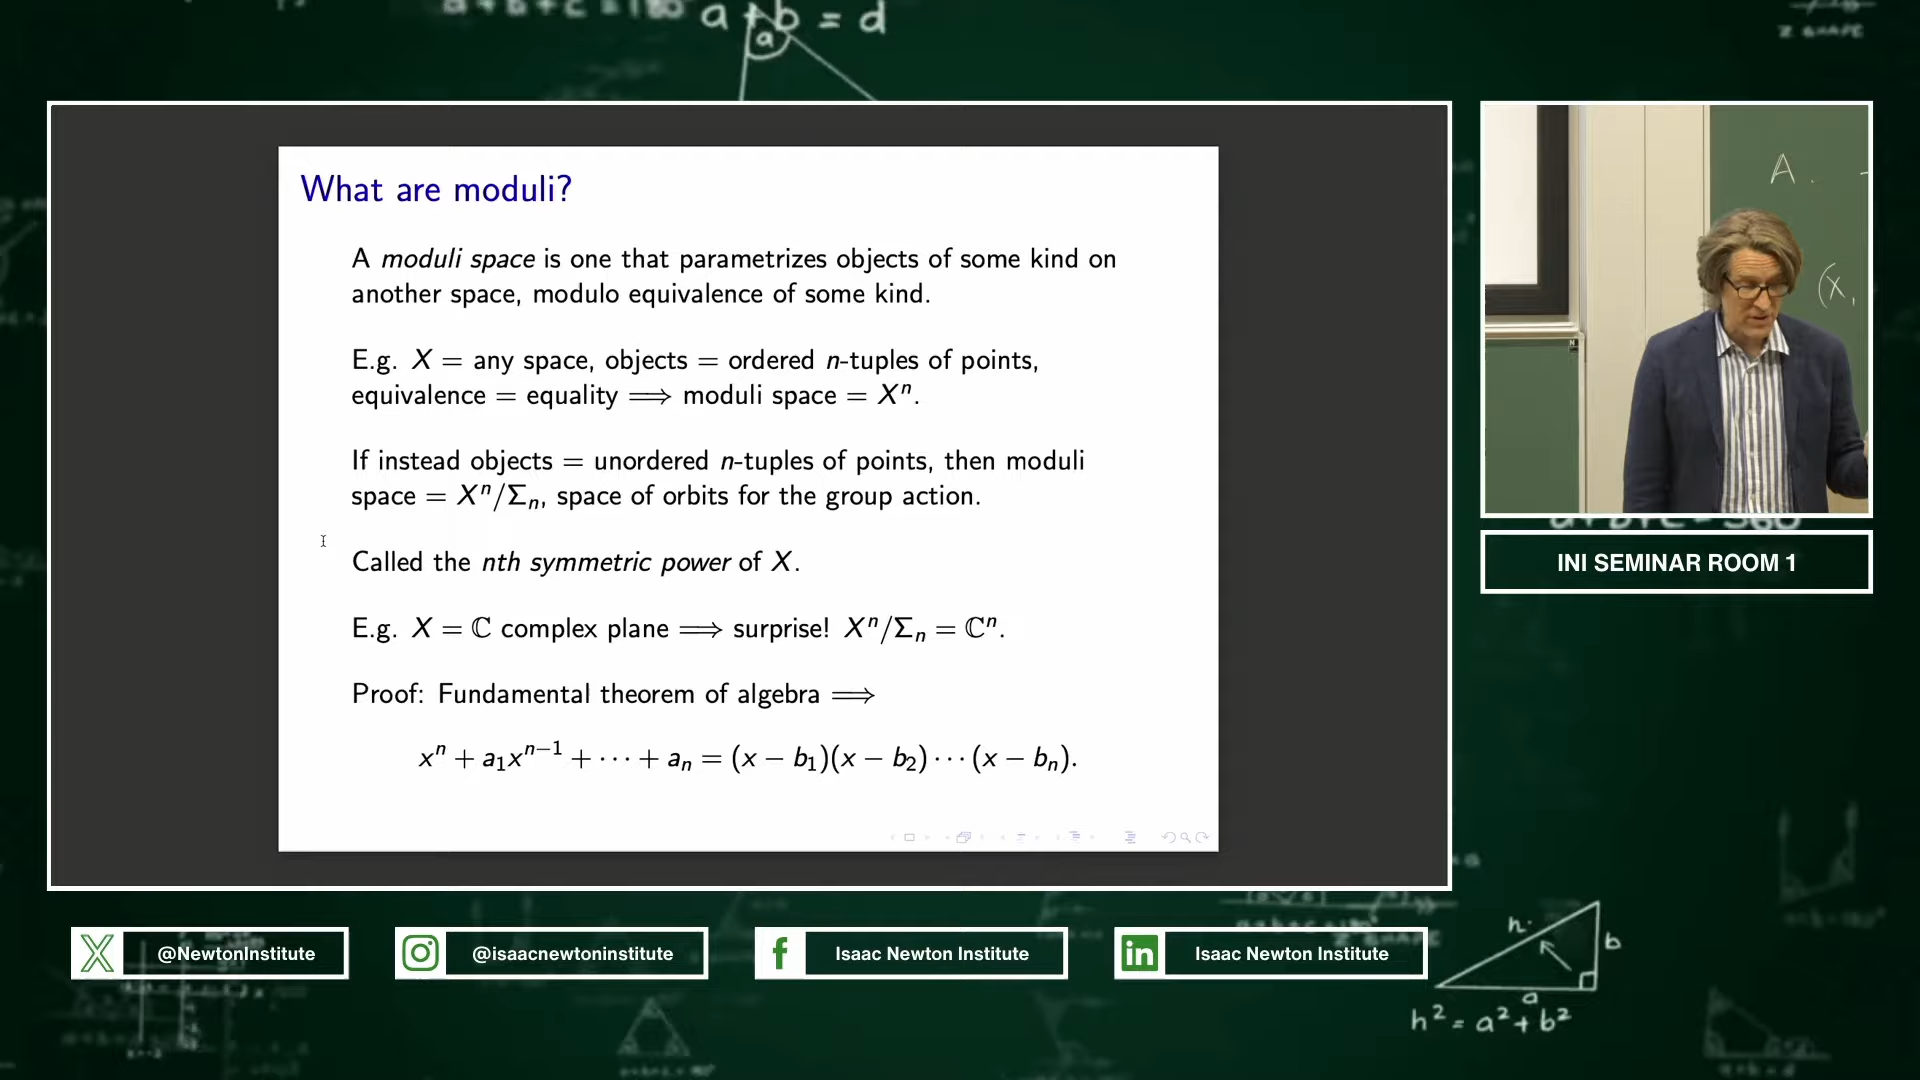 a + b + c = 180
a + b = d
a
Z SHAPE
What are moduli?
A moduli space is one that parametrizes objects of some kind on
another space, modulo equivalence of some kind.
E.g. X = any space, objects = ordered n-tuples of points,
equivalence = equality ⟹ moduli space = Xⁿ.
If instead objects = unordered n-tuples of points, then moduli
space = Xⁿ/Σₙ, space of orbits for the group action.
Called the nth symmetric power of X.
E.g. X = ℂ complex plane ⟹ surprise! Xⁿ/Σₙ = ℂⁿ.
Proof: Fundamental theorem of algebra ⟹
xⁿ + a₁xⁿ⁻¹ + ··· + aₙ = (x − b₁)(x − b₂) ··· (x − bₙ).
A.
(x,
INI SEMINAR ROOM 1
@NewtonInstitute
@isaacnewtoninstitute
f
Isaac Newton Institute
in
Isaac Newton Institute
h
b
a
h² = a² + b²